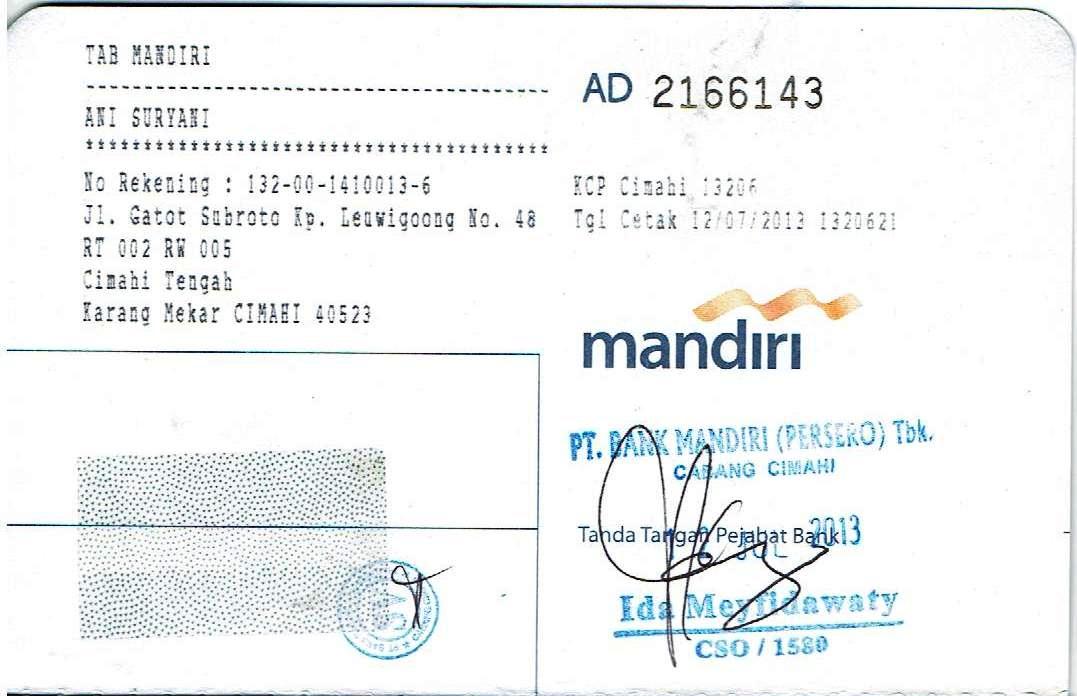 TAB MANDIRI
ANI SURYANI
No Rekening : 132-00-1410013-6
Jl. Gatot Subroto Kp. Leuwigoong No. 48
RT 002 RW 005
Cimahi Tengah
Karang Mekar CIMAHI 40523
AD 2166143
KCP Cimahi 13206
Tgl Cetak 12/07/2013 1320621
mandiri
PT. BANK MANDIRI (PERSERO) Tbk.
CABANG CIMAHI
Tanda Tangan Pejabat Bank
JUL 2013
Ida Meyfidawaty
CSO / 1580